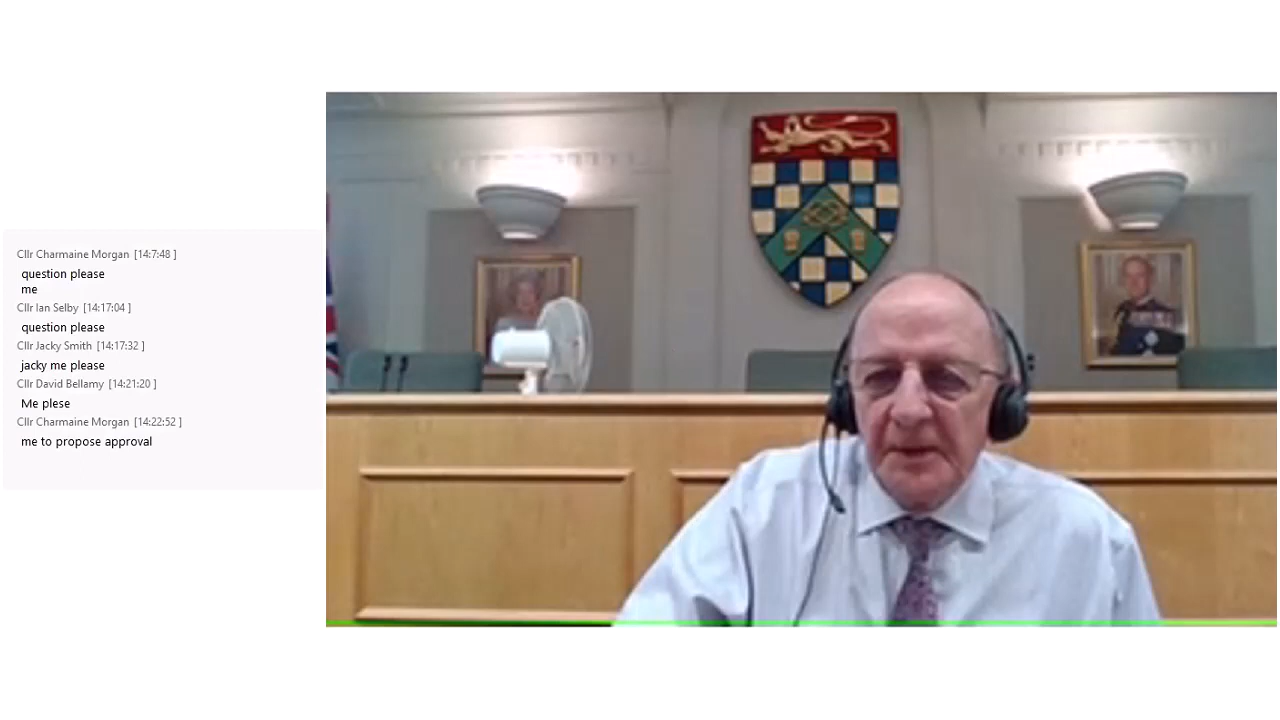 Cllr Charmaine Morgan [14:7:48 ]
question please
me
Cllr Ian Selby [14:17:04 ]
question please
Cllr Jacky Smith [14:17:32 ]
jacky me please
Cllr David Bellamy [14:21:20 ]
Me plese
Cllr Charmaine Morgan [14:22:52 ]
me to propose approval